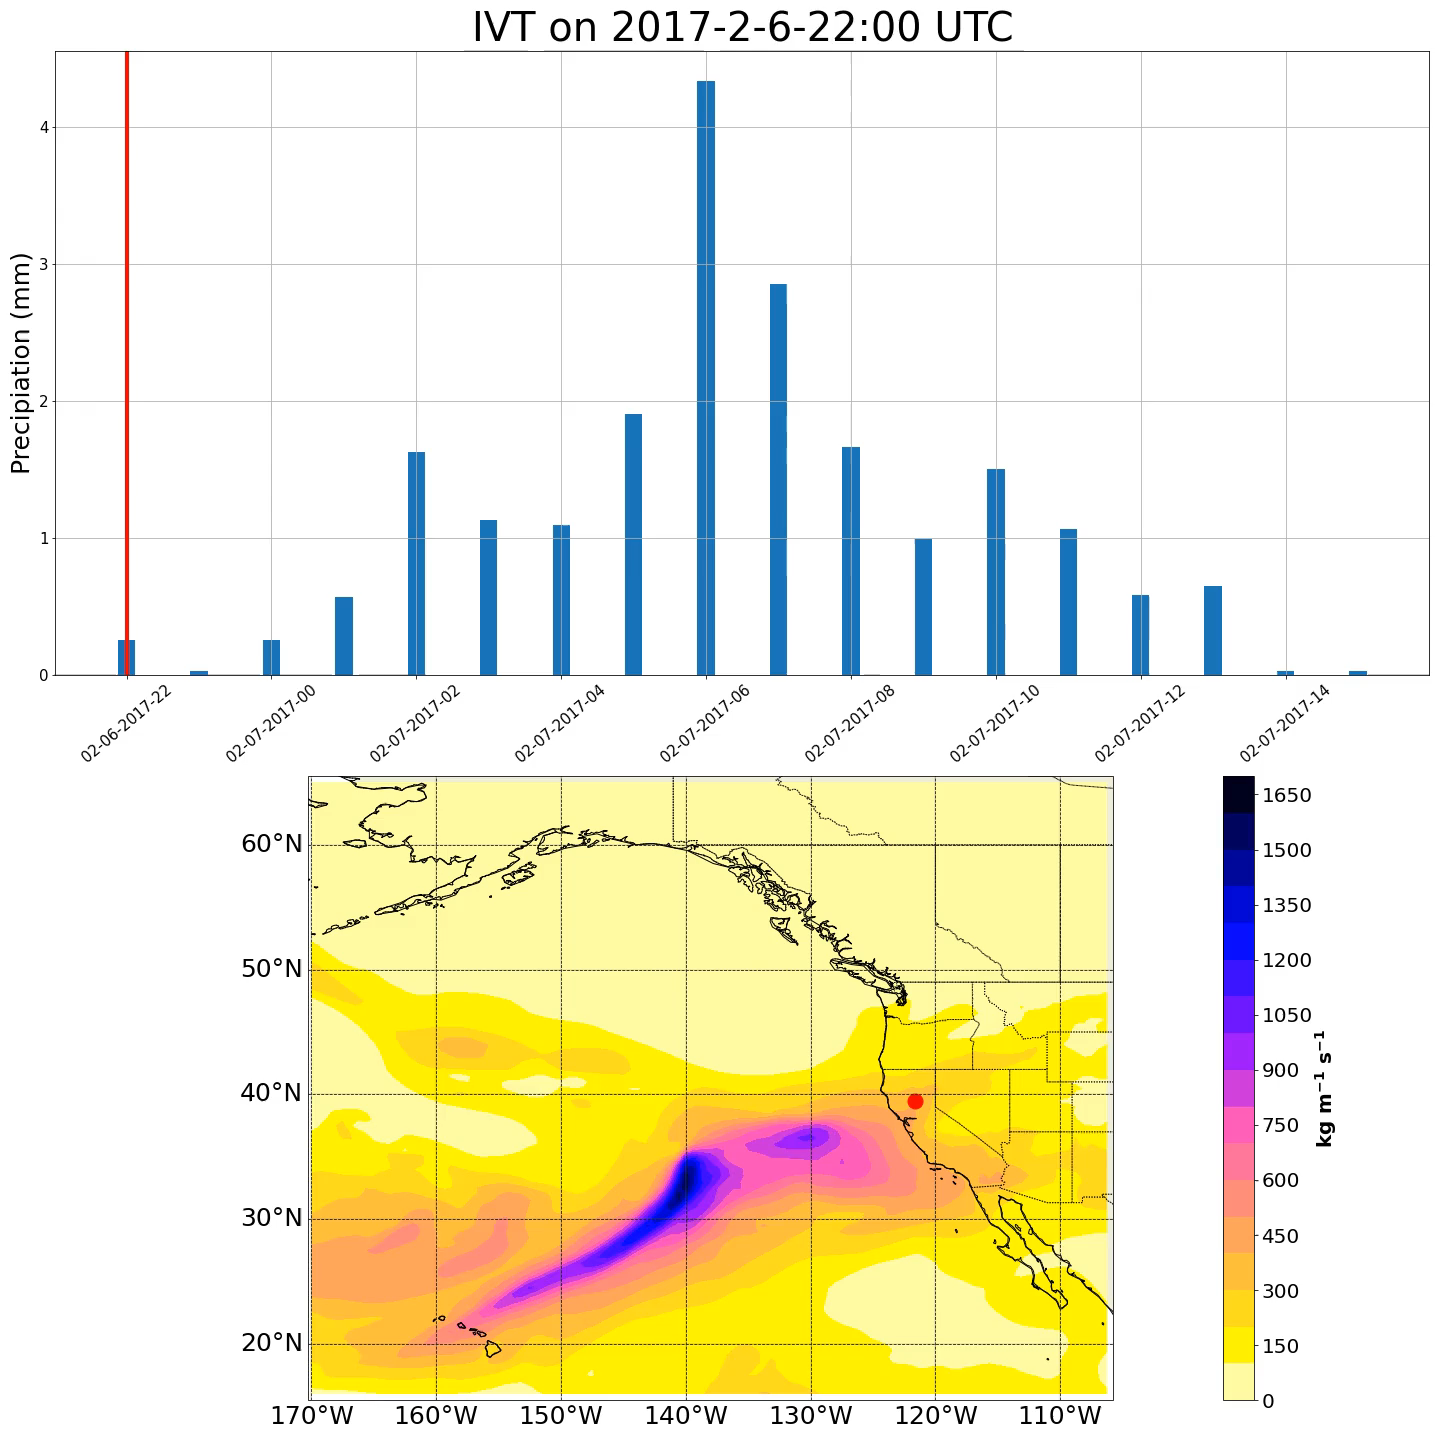 IVT on 2017-2-6-22:00 UTC
Precipiation (mm)
4
3
2
1
0
02-06-2017-22
02-07-2017-00
02-07-2017-02
02-07-2017-04
02-07-2017-06
02-07-2017-08
02-07-2017-10
02-07-2017-12
02-07-2017-14
60°N
50°N
40°N
30°N
20°N
170°W
160°W
150°W
140°W
130°W
120°W
110°W
1650
1500
1350
1200
1050
900
750
600
450
300
150
0
kg m⁻¹ s⁻¹